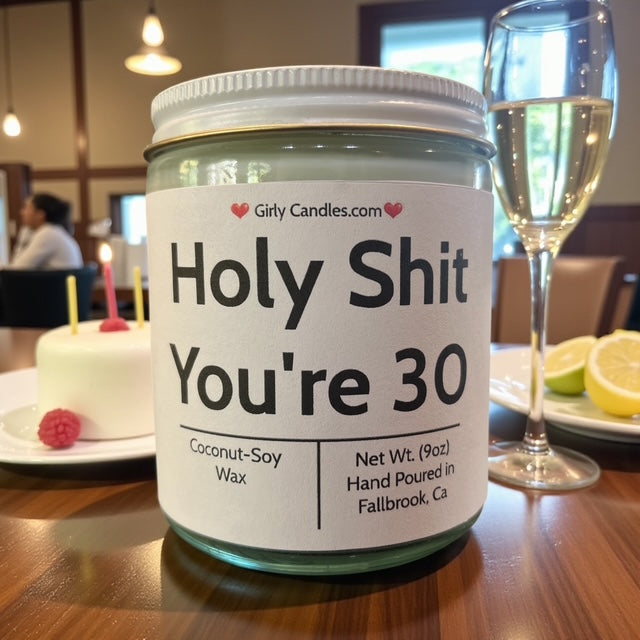 Girly Candles.com
Holy Shit
You're 30
Coconut-Soy
Wax
Net Wt. (9oz)
Hand Poured in
Fallbrook, Ca